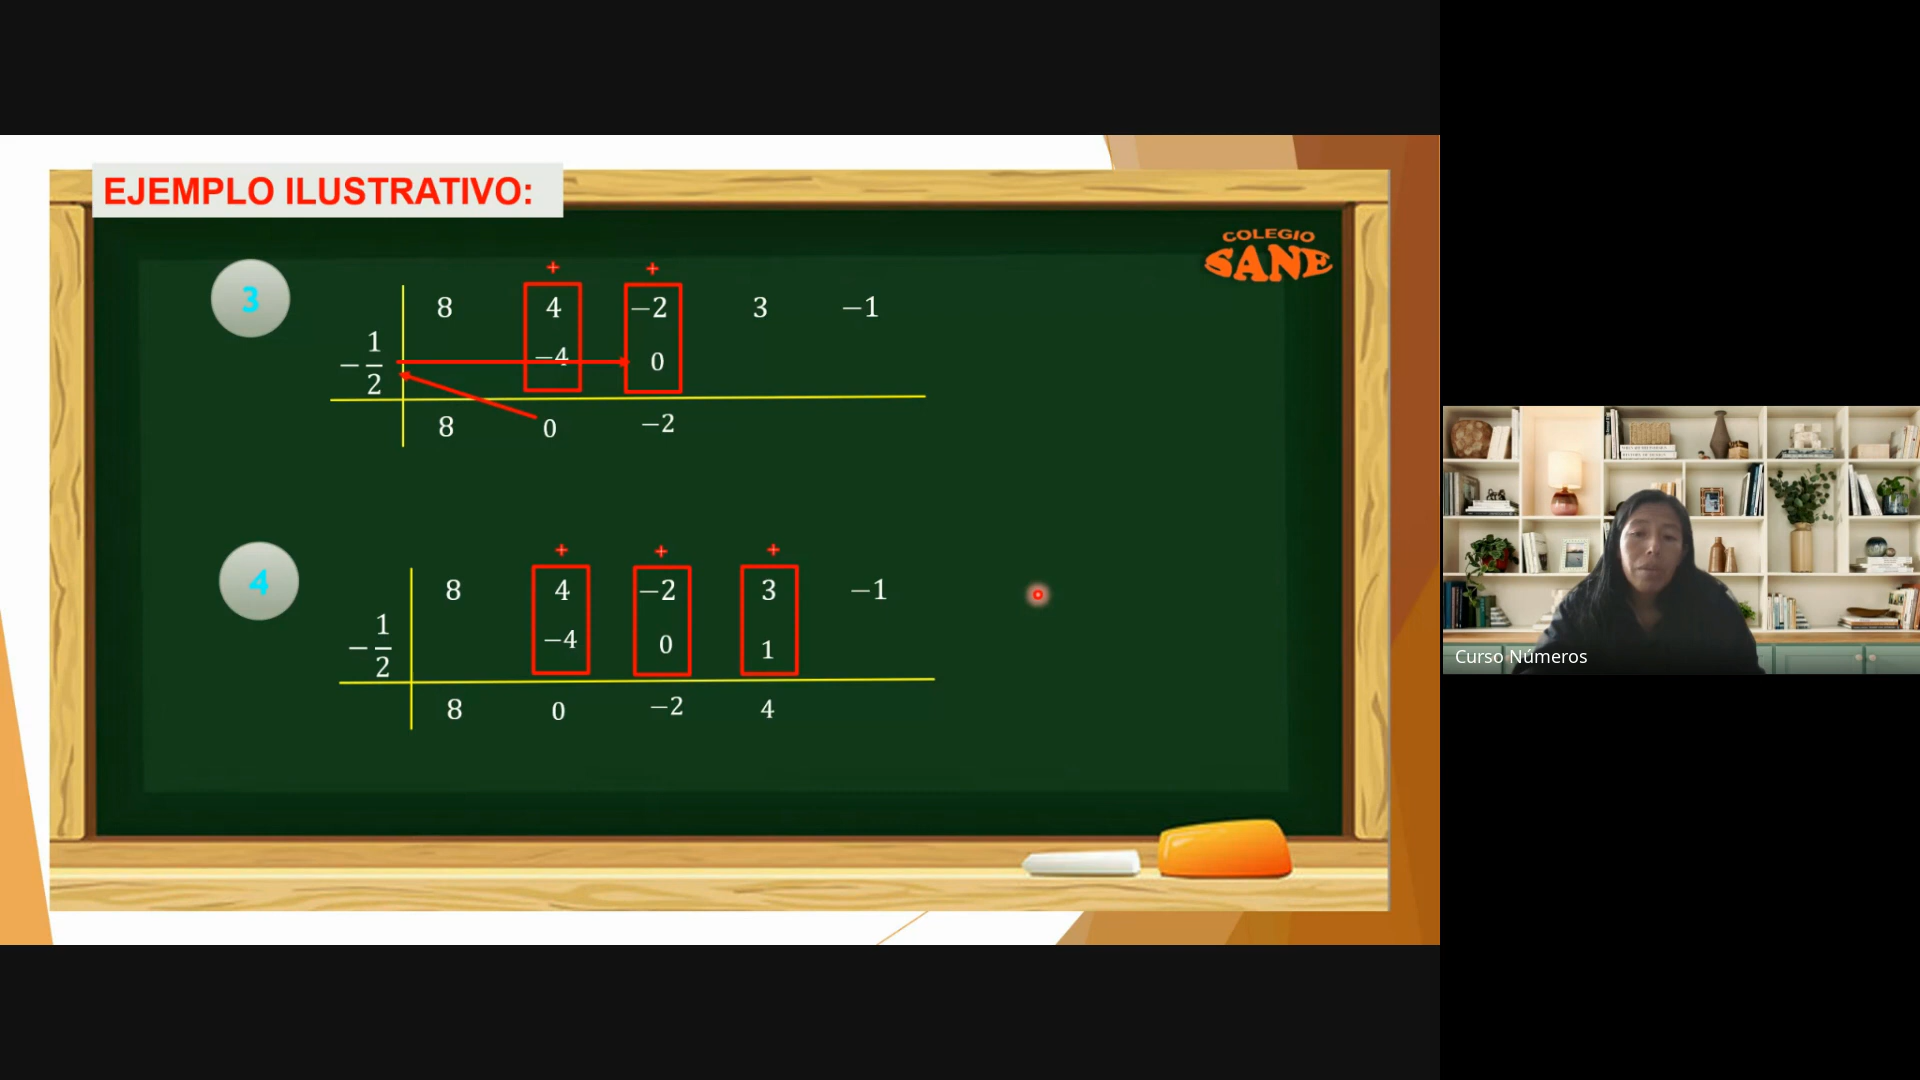 EJEMPLO ILUSTRATIVO:
COLEGIO
SANE
3
+ +
8 4 −2 3 −1
−1/2 −4 0
8 0 −2
4
+ + +
8 4 −2 3 −1
−1/2 −4 0 1
8 0 −2 4
Curso Números